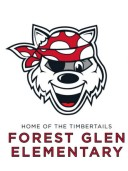 HOME OF THE TIMBERTAILS
FOREST GLEN
ELEMENTARY